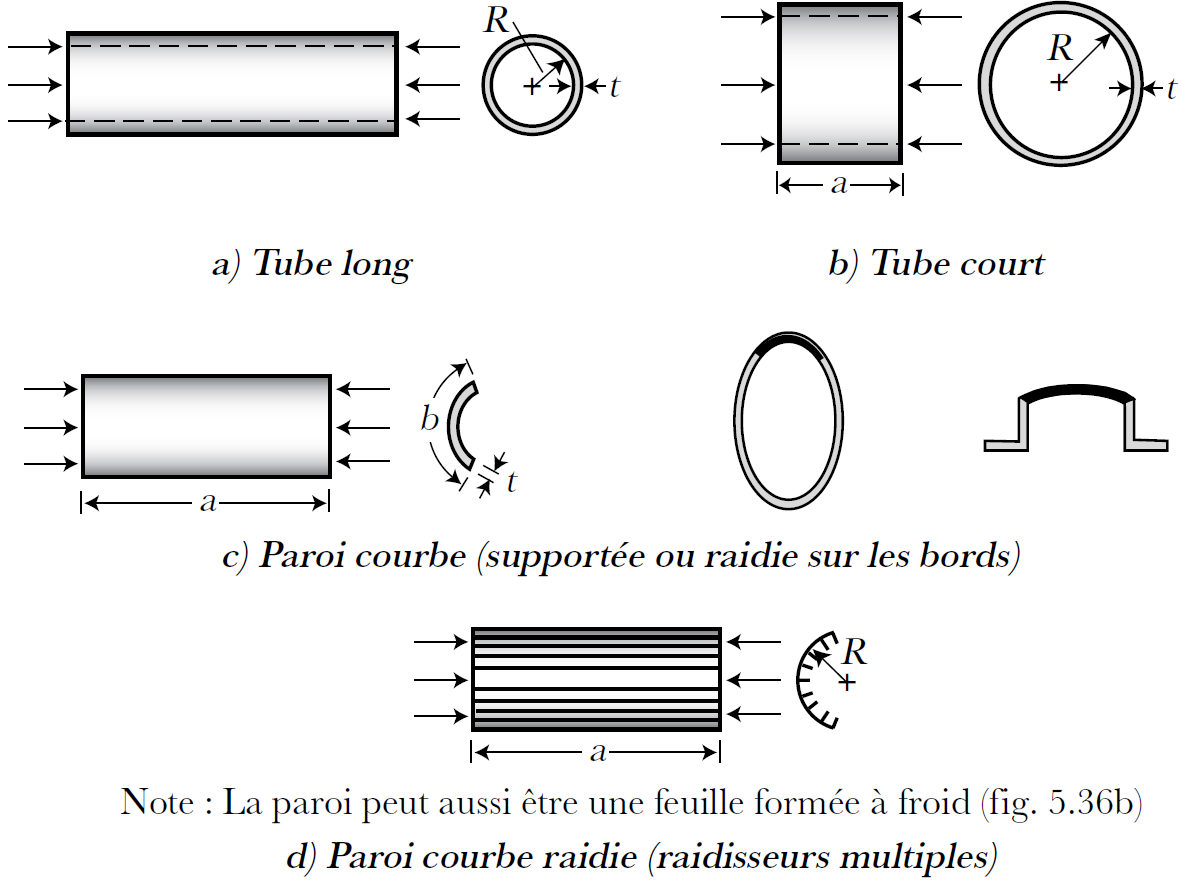 R
t
R
t
a
a) Tube long
b) Tube court
b
t
a
c) Paroi courbe (supportée ou raidie sur les bords)
R
a
Note : La paroi peut aussi être une feuille formée à froid (fig. 5.36b)
d) Paroi courbe raidie (raidisseurs multiples)